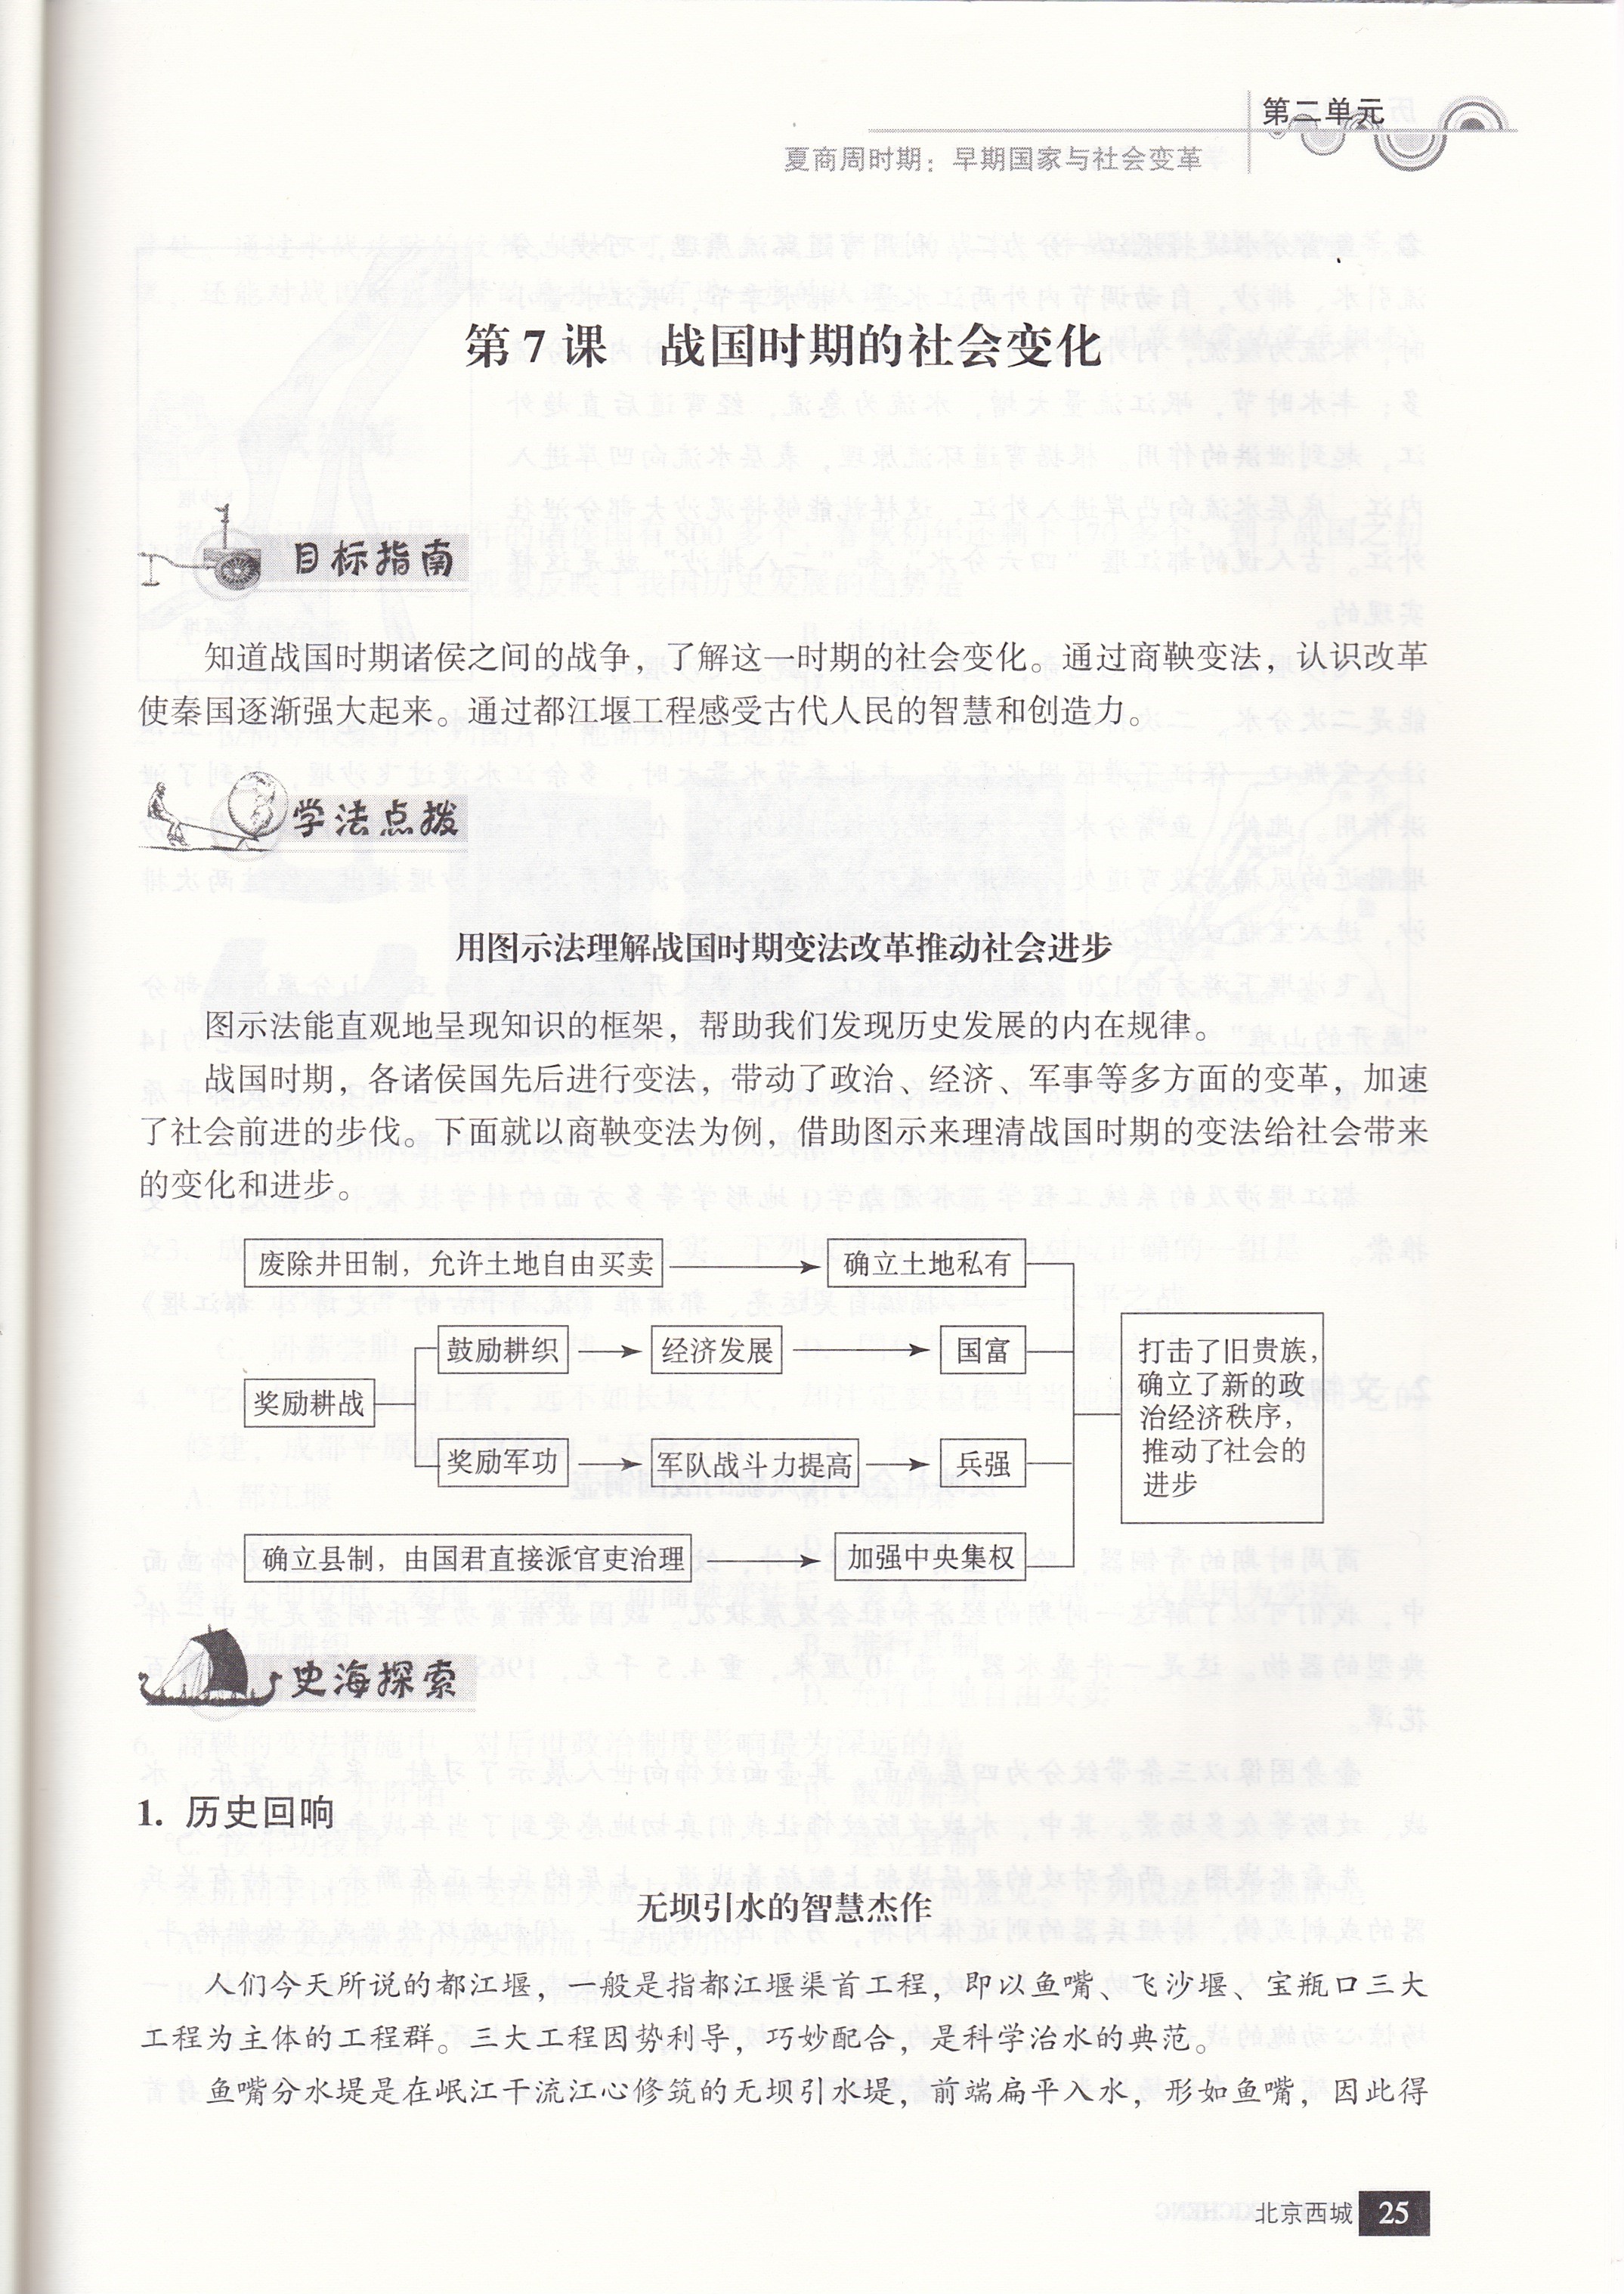 第二单元
夏商周时期：早期国家与社会变革
第 7 课　战国时期的社会变化
目标指南
知道战国时期诸侯之间的战争，了解这一时期的社会变化。通过商鞅变法，认识改革
使秦国逐渐强大起来。通过都江堰工程感受古代人民的智慧和创造力。
学法点拨
用图示法理解战国时期变法改革推动社会进步
图示法能直观地呈现知识的框架，帮助我们发现历史发展的内在规律。
战国时期，各诸侯国先后进行变法，带动了政治、经济、军事等多方面的变革，加速
了社会前进的步伐。下面就以商鞅变法为例，借助图示来理清战国时期的变法给社会带来
的变化和进步。
废除井田制，允许土地自由买卖
确立土地私有
奖励耕战
鼓励耕织
经济发展
国富
奖励军功
军队战斗力提高
兵强
确立县制，由国君直接派官吏治理
加强中央集权
打击了旧贵族，
确立了新的政
治经济秩序，
推动了社会的
进步
史海探索
1. 历史回响
无坝引水的智慧杰作
人们今天所说的都江堰，一般是指都江堰渠首工程，即以鱼嘴、飞沙堰、宝瓶口三大
工程为主体的工程群。三大工程因势利导，巧妙配合，是科学治水的典范。
鱼嘴分水堤是在岷江干流江心修筑的无坝引水堤，前端扁平入水，形如鱼嘴，因此得
北京西城 25